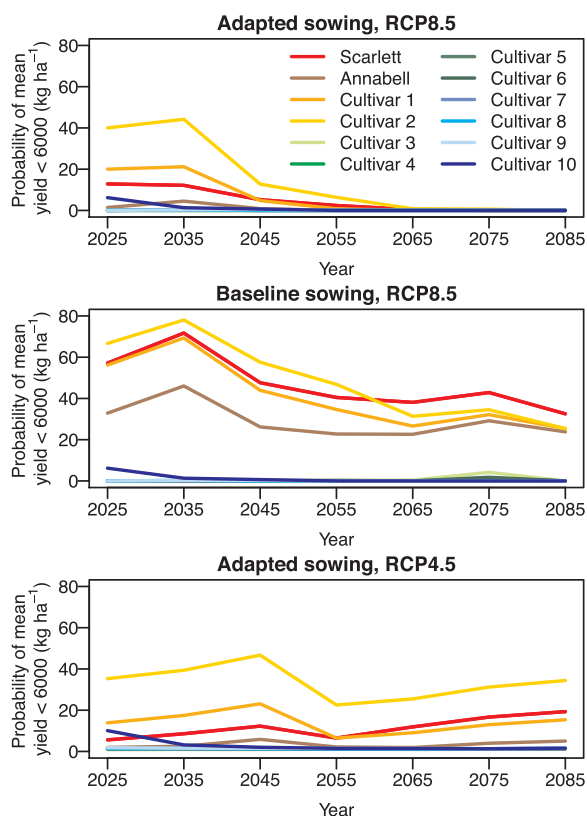 Adapted sowing, RCP8.5
Probability of mean
yield < 6000 (kg ha⁻¹)
80
60
40
20
0
Scarlett
Annabell
Cultivar 1
Cultivar 2
Cultivar 3
Cultivar 4
Cultivar 5
Cultivar 6
Cultivar 7
Cultivar 8
Cultivar 9
Cultivar 10
2025 2035 2045 2055 2065 2075 2085
Year
Baseline sowing, RCP8.5
Probability of mean
yield < 6000 (kg ha⁻¹)
80
60
40
20
0
2025 2035 2045 2055 2065 2075 2085
Year
Adapted sowing, RCP4.5
Probability of mean
yield < 6000 (kg ha⁻¹)
80
60
40
20
0
2025 2035 2045 2055 2065 2075 2085
Year